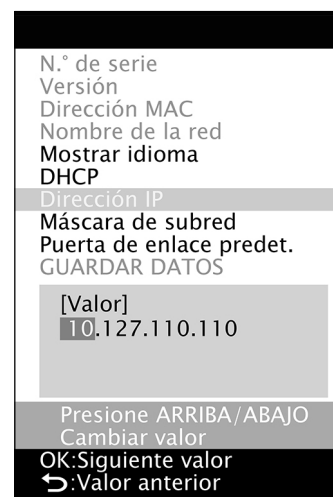 N.° de serie
Versión
Dirección MAC
Nombre de la red
Mostrar idioma
DHCP
Dirección IP
Máscara de subred
Puerta de enlace predet.
GUARDAR DATOS
[Valor]
10.127.110.110
Presione ARRIBA/ABAJO
Cambiar valor
OK:Siguiente valor
⮌:Valor anterior